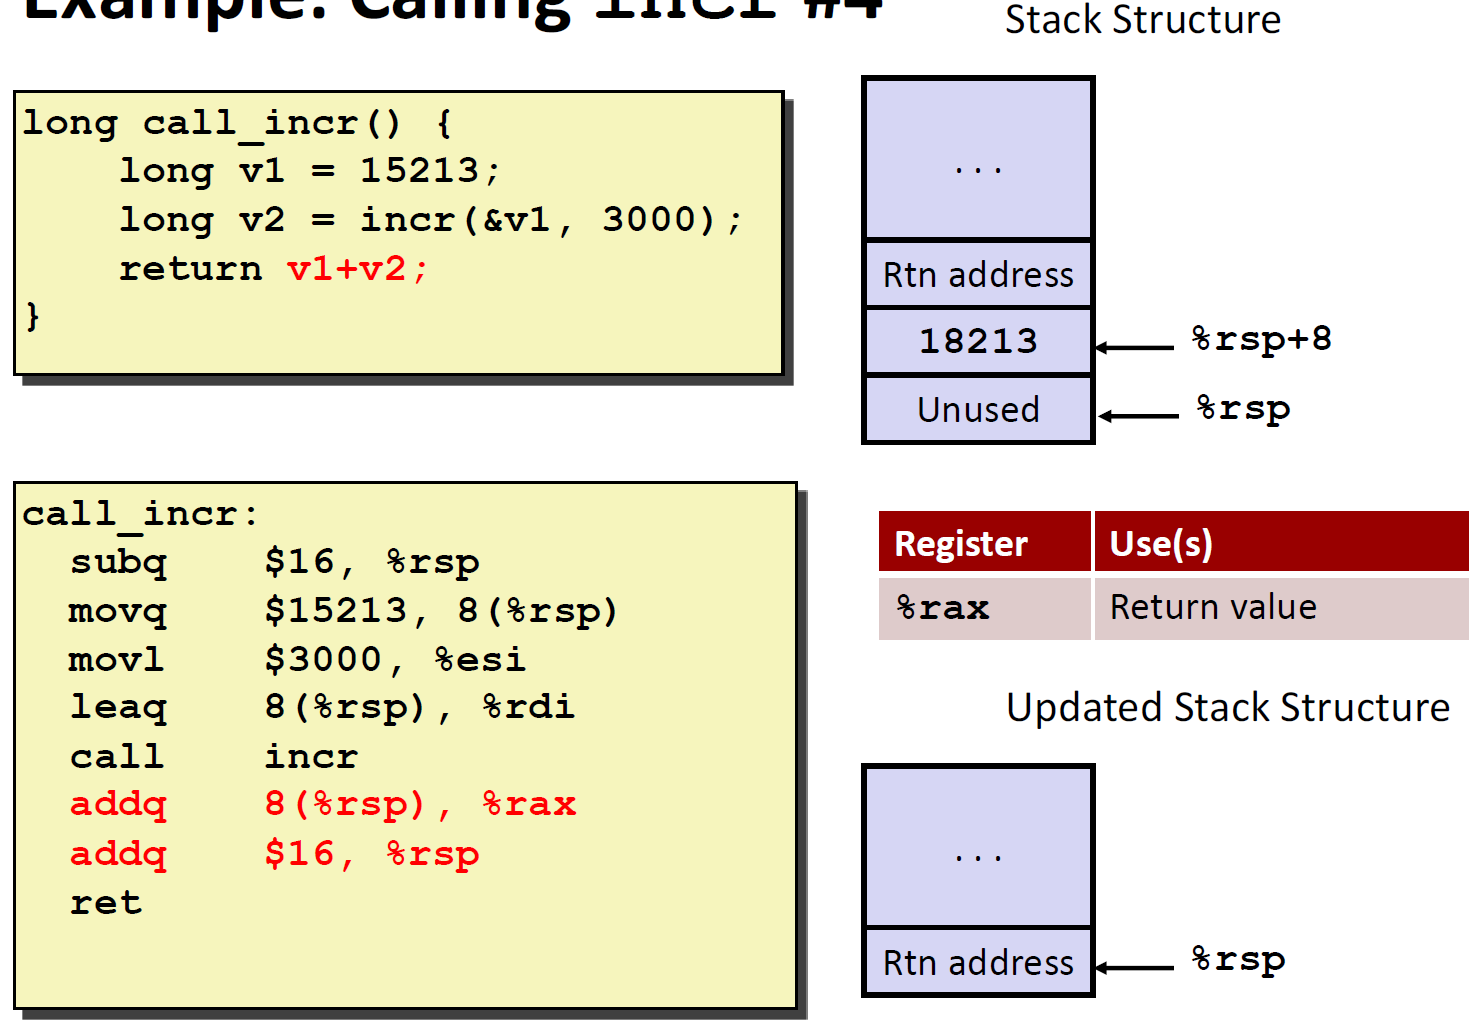 Example: Calling incr #4
Stack Structure
long call_incr() {
    long v1 = 15213;
    long v2 = incr(&v1, 3000);
    return v1+v2;
}
. . .
Rtn address
18213
%rsp+8
Unused
%rsp
call_incr:
  subq    $16, %rsp
  movq    $15213, 8(%rsp)
  movl    $3000, %esi
  leaq    8(%rsp), %rdi
  call    incr
  addq    8(%rsp), %rax
  addq    $16, %rsp
  ret
Register Use(s)
%rax Return value
Updated Stack Structure
. . .
Rtn address
%rsp